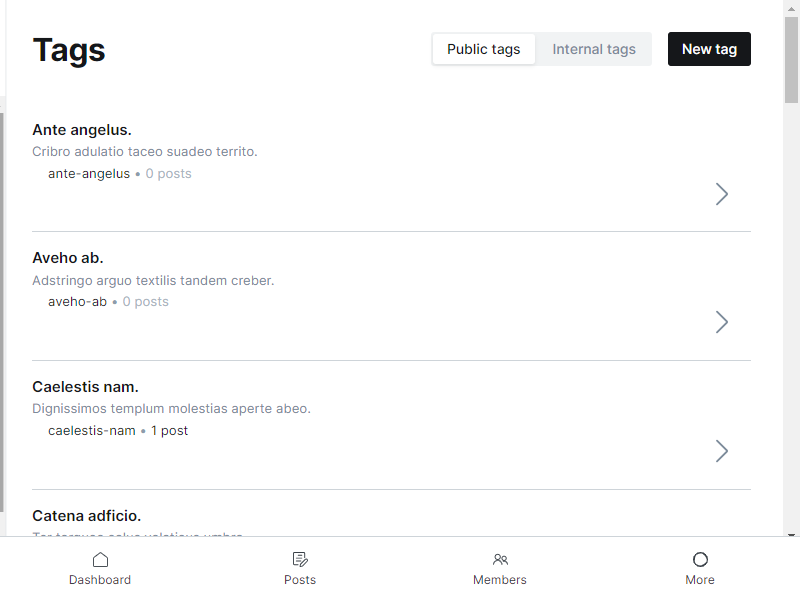 Tags
Public tags
Internal tags
New tag
Ante angelus.
Cribro adulatio taceo suadeo territo.
ante-angelus • 0 posts
Aveho ab.
Adstringo arguo textilis tandem creber.
aveho-ab • 0 posts
Caelestis nam.
Dignissimos templum molestias aperte abeo.
caelestis-nam • 1 post
Catena adficio.
Dashboard
Posts
Members
More